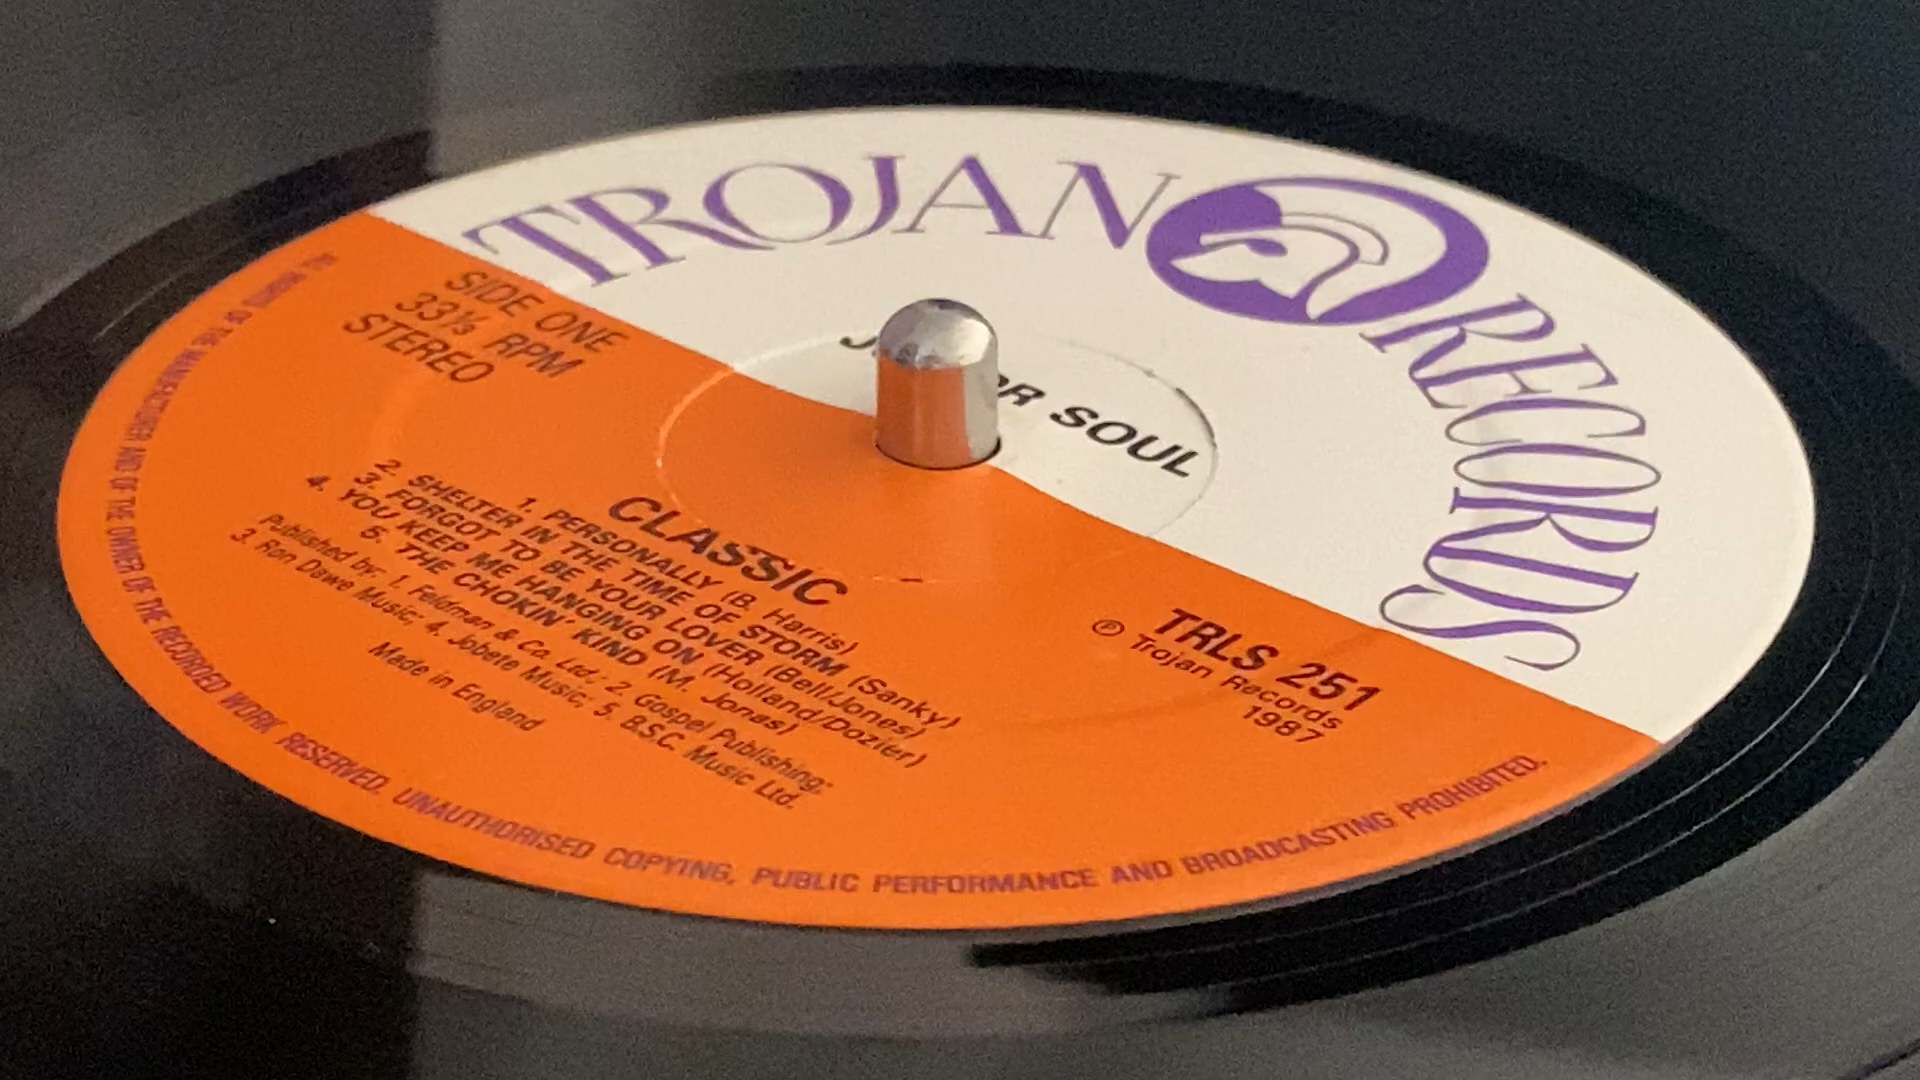 TROJAN RECORDS
SIDE ONE
33⅓ RPM
STEREO
SOUL
CLASSIC
1. PERSONALLY (B. Harris)
2. SHELTER IN THE TIME OF STORM (Sanky)
3. FORGOT TO BE YOUR LOVER (Bell/Jones)
4. YOU KEEP ME HANGING ON (Holland/Dozier)
5. THE CHOKIN' KIND (M. Jonas)
Published by: 1. Feldman & Co. Ltd.; 2. Gospel Publishing;
3. Ron Dawe Music; 4. Jobete Music; 5. B.S.C. Music Ltd.
Made in England
TRLS 251
℗ Trojan Records
1987
ALL RIGHTS OF THE MANUFACTURER AND OF THE OWNER OF THE RECORDED WORK RESERVED. UNAUTHORISED COPYING, PUBLIC PERFORMANCE AND BROADCASTING PROHIBITED.